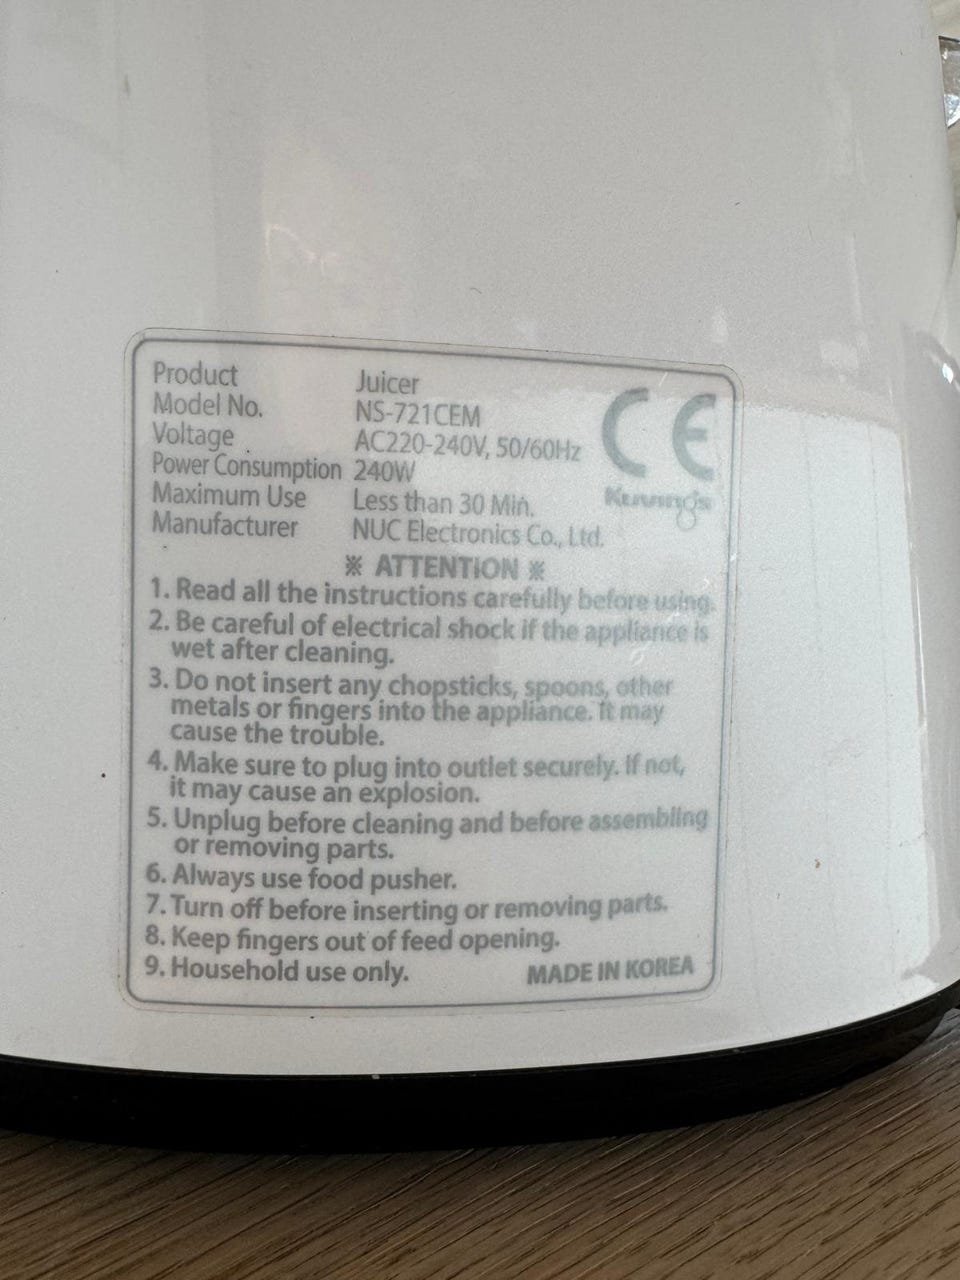 Product Juicer
Model No. NS-721CEM
Voltage AC220-240V, 50/60Hz
Power Consumption 240W
Maximum Use Less than 30 Min.
Manufacturer NUC Electronics Co., Ltd.
CE
Kuvings
※ ATTENTION ※
1. Read all the instructions carefully before using.
2. Be careful of electrical shock if the appliance is
wet after cleaning.
3. Do not insert any chopsticks, spoons, other
metals or fingers into the appliance. It may
cause the trouble.
4. Make sure to plug into outlet securely. If not,
it may cause an explosion.
5. Unplug before cleaning and before assembling
or removing parts.
6. Always use food pusher.
7. Turn off before inserting or removing parts.
8. Keep fingers out of feed opening.
9. Household use only.
MADE IN KOREA